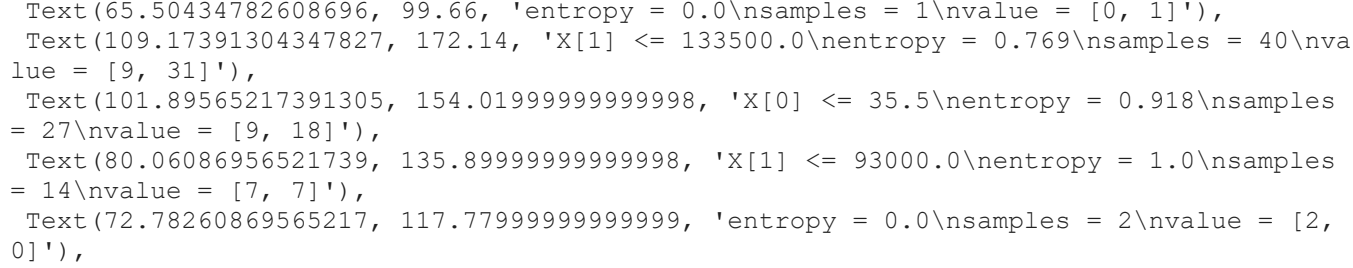 Text(65.50434782608696, 99.66, 'entropy = 0.0\nsamples = 1\nvalue = [0, 1]'),
Text(109.17391304347827, 172.14, 'X[1] <= 133500.0\nentropy = 0.769\nsamples = 40\nva
lue = [9, 31]'),
Text(101.89565217391305, 154.01999999999998, 'X[0] <= 35.5\nentropy = 0.918\nsamples
= 27\nvalue = [9, 18]'),
Text(80.06086956521739, 135.89999999999998, 'X[1] <= 93000.0\nentropy = 1.0\nsamples
= 14\nvalue = [7, 7]'),
Text(72.78260869565217, 117.77999999999999, 'entropy = 0.0\nsamples = 2\nvalue = [2,
0]'),